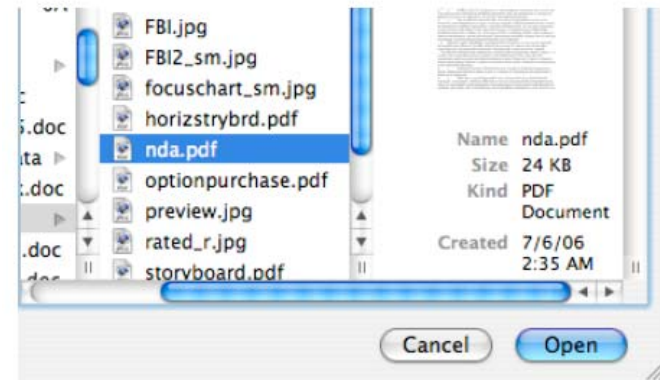 FBI.jpg
FBI2_sm.jpg
focuschart_sm.jpg
horizstrybrd.pdf
nda.pdf
optionpurchase.pdf
preview.jpg
rated_r.jpg
storyboard.pdf
.doc
.doc
.doc
Name nda.pdf
Size 24 KB
Kind PDF
Document
Created 7/6/06
2:35 AM
Cancel
Open